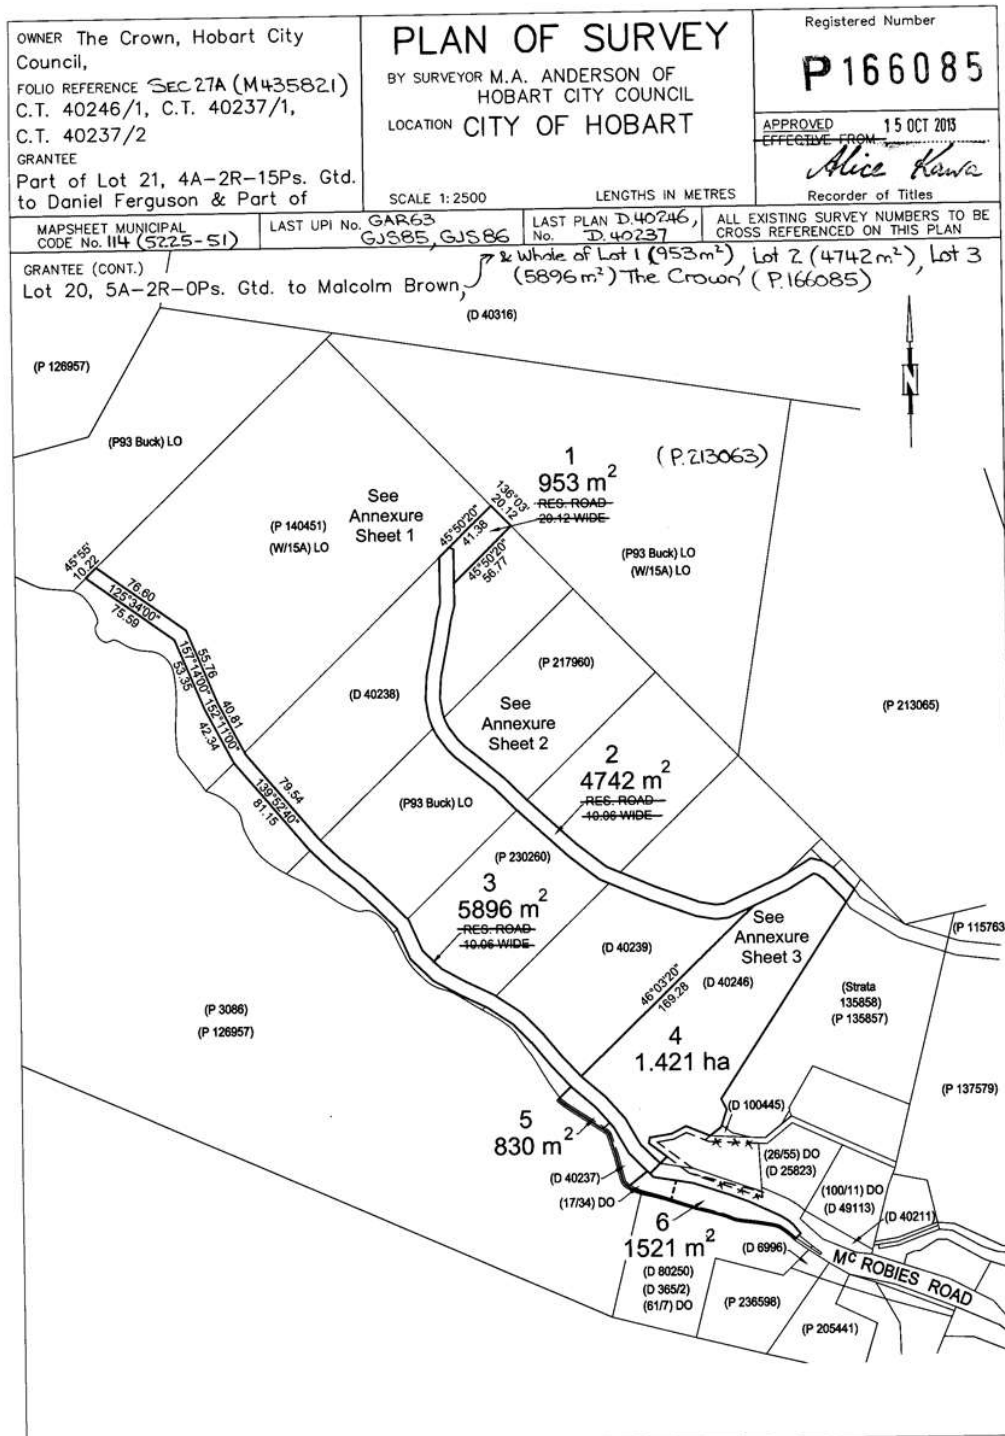 OWNER The Crown, Hobart City
Council,
FOLIO REFERENCE SEC 27A (M435821)
C.T. 40246/1, C.T. 40237/1,
C.T. 40237/2
GRANTEE
Part of Lot 21, 4A-2R-15Ps. Gtd.
to Daniel Ferguson & Part of
PLAN OF SURVEY
BY SURVEYOR M.A. ANDERSON OF
HOBART CITY COUNCIL
LOCATION CITY OF HOBART
SCALE 1:2500
LENGTHS IN METRES
Registered Number
P166085
APPROVED 15 OCT 2013
EFFECTIVE FROM
Alice Kawa
Recorder of Titles
MAPSHEET MUNICIPAL
CODE No. 114 (5225-51)
LAST UPI No. GAR63
GJS85, GJS86
LAST PLAN D.40246,
No. D.40237
ALL EXISTING SURVEY NUMBERS TO BE
CROSS REFERENCED ON THIS PLAN
GRANTEE (CONT.)
Lot 20, 5A-2R-0Ps. Gtd. to Malcolm Brown,
& Whole of Lot 1 (953m²), Lot 2 (4742m²), Lot 3
(5896m²) The Crown (P.166085)
(D 40316)
(P 126957)
N
(P93 Buck) LO
1
953 m²
RES. ROAD
20.12 WIDE
(P.213063)
See
Annexure
Sheet 1
136°03'
20.12
(P 140451)
(W/15A) LO
45°50'20"
41.38
45°50'20"
56.77
(P93 Buck) LO
(W/15A) LO
45°55'
10.22
76.60
125°34'00"
75.59
55.76
157°14'00"
53.35
40.81
152°11'00"
42.34
(P 217960)
(D 40238)
See
Annexure
Sheet 2
(P 213065)
2
4742 m²
RES. ROAD
10.06 WIDE
79.54
139°52'40"
81.15
(P93 Buck) LO
(P 230260)
3
5896 m²
RES. ROAD
10.06 WIDE
See
Annexure
Sheet 3
(P 115763
(D 40239)
46°03'20"
169.28
(D 40246)
(Strata
135858)
(P 135857)
(P 3086)
(P 126957)
4
1.421 ha
(P 137579)
(D 100445)
5
830 m²
(26/55) DO
(D 25823)
(D 40237)
(17/34) DO
(100/11) DO
(D 49113)
(D 40211)
6
1521 m²
(D 80250)
(D 365/2)
(61/7) DO
(D 6996)
Mc ROBIES ROAD
(P 236598)
(P 205441)